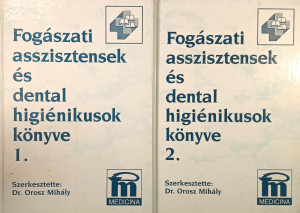 Fogászati
asszisztensek
és
dental
higiénikusok
könyve
1.
Szerkesztette:
Dr. Orosz Mihály
MEDICINA
Fogászati
asszisztensek
és
dental
higiénikusok
könyve
2.
Szerkesztette:
Dr. Orosz Mihály
MEDICINA